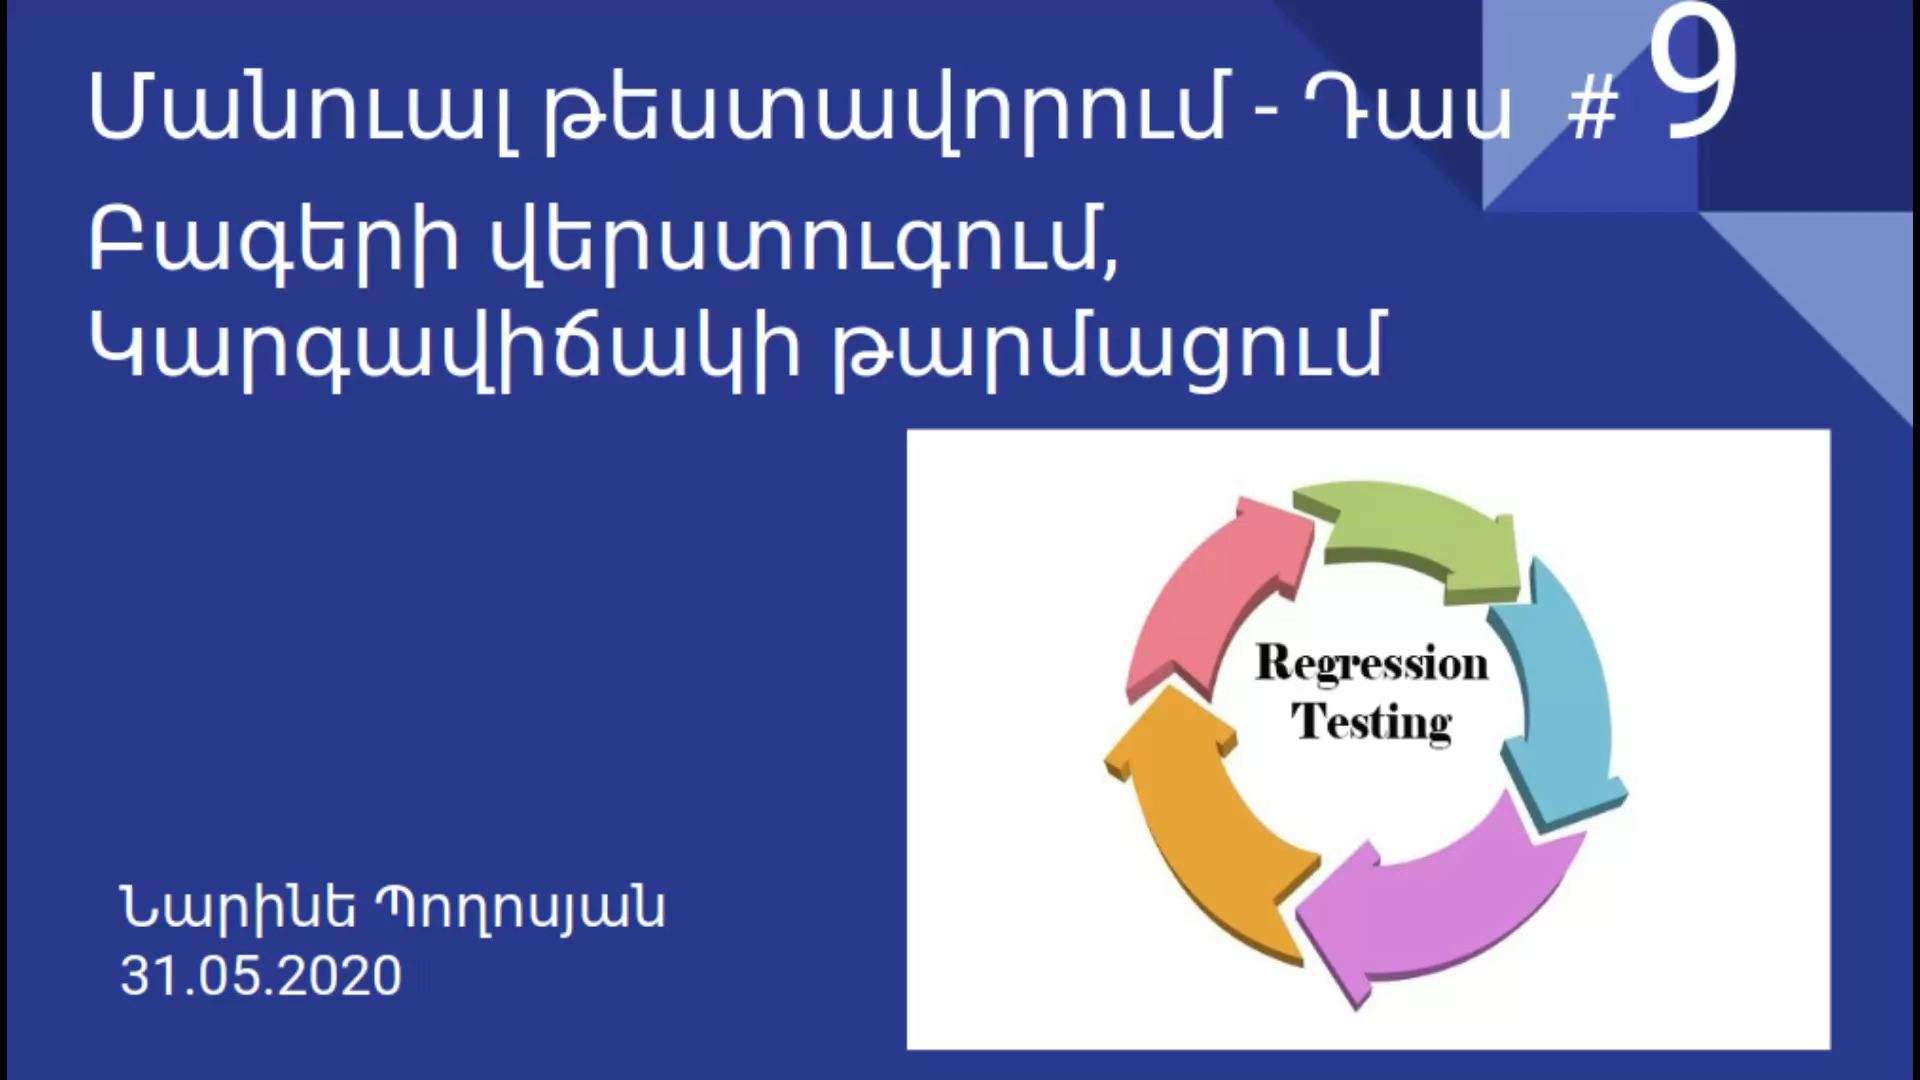 Մանուալ թեստավորում - Դաս # 9
Բագերի վերստուգում,
Կարգավիճակի թարմացում
Regression
Testing
Նարինե Պողոսյան
31.05.2020